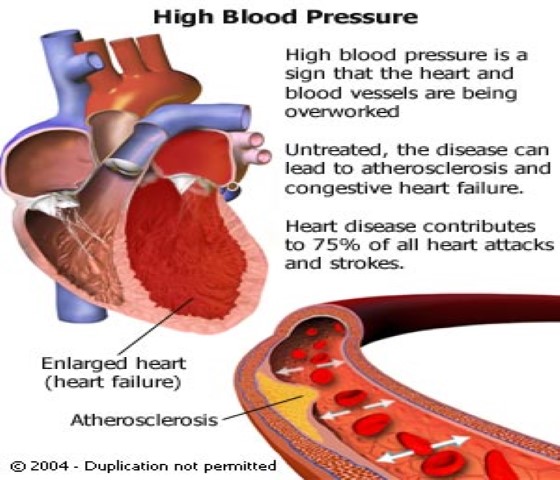 High Blood Pressure
High blood pressure is a
sign that the heart and
blood vessels are being
overworked
Untreated, the disease can
lead to atherosclerosis and
congestive heart failure.
Heart disease contributes
to 75% of all heart attacks
and strokes.
Enlarged heart
(heart failure)
Atherosclerosis
© 2004 - Duplication not permitted